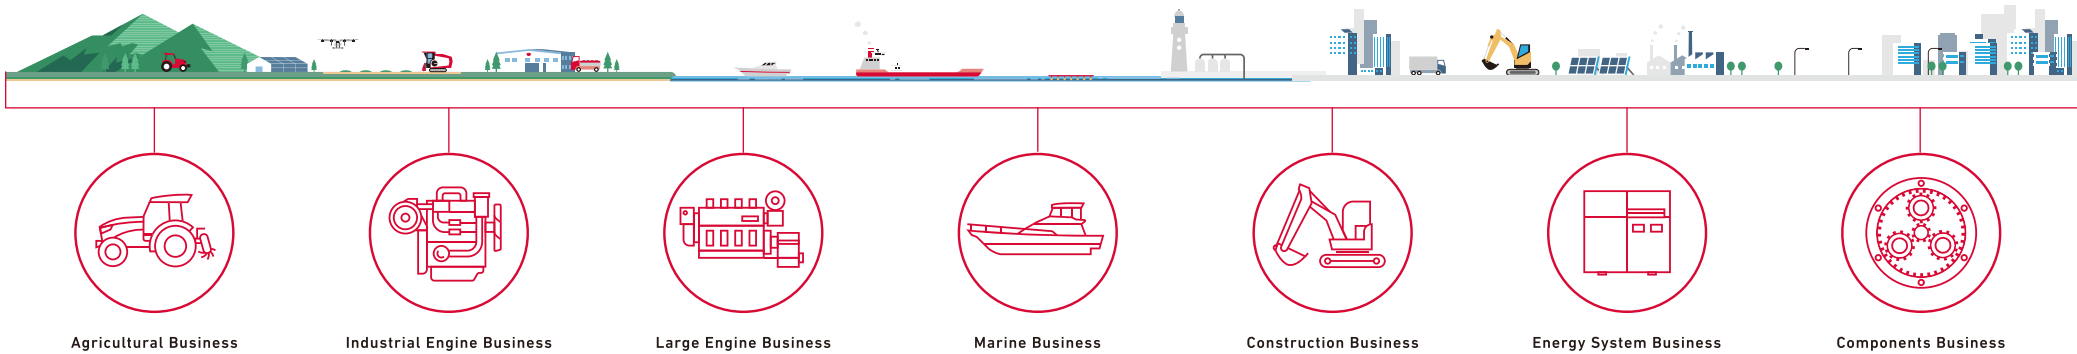 Agricultural Business
Industrial Engine Business
Large Engine Business
Marine Business
Construction Business
Energy System Business
Components Business